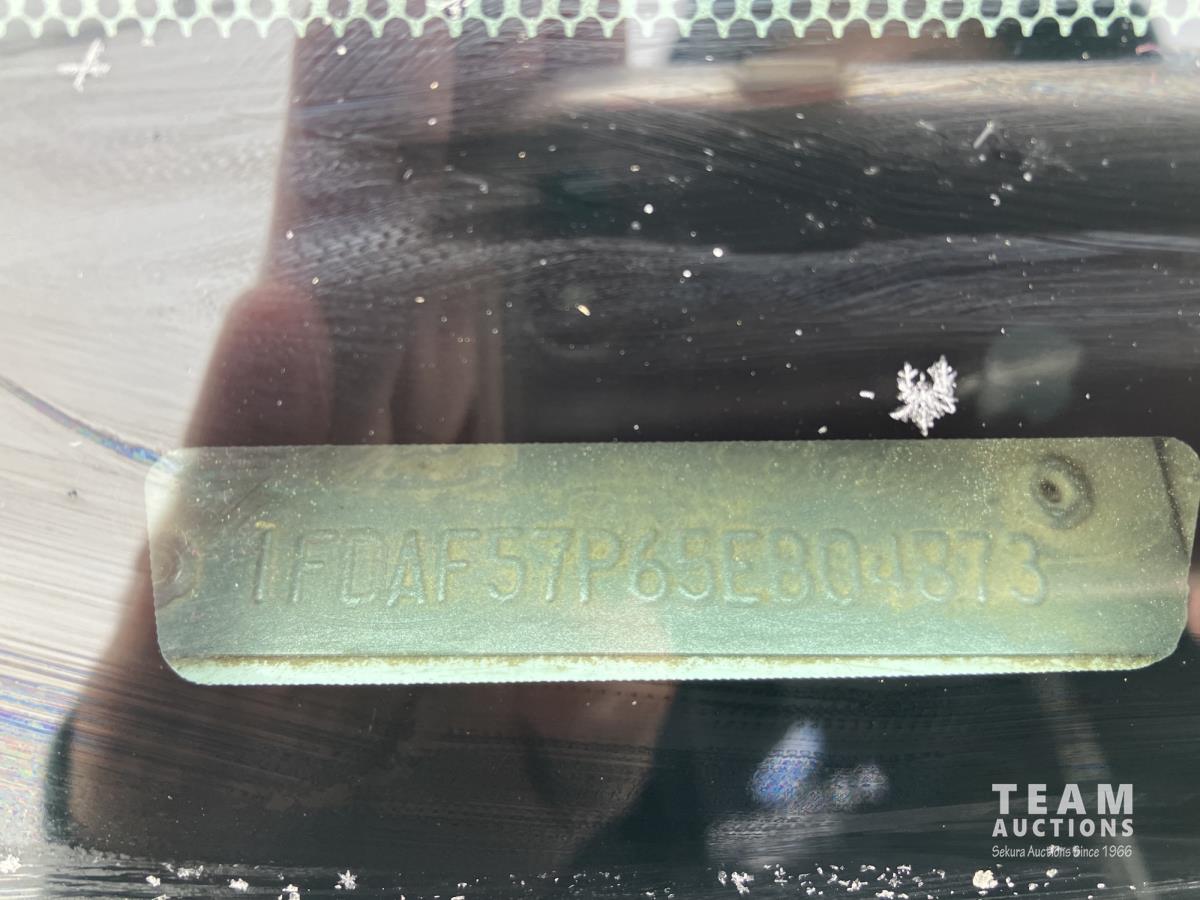 1FDAF57P65EB04873
TEAM
AUCTIONS
Sekura Auctions Since 1966